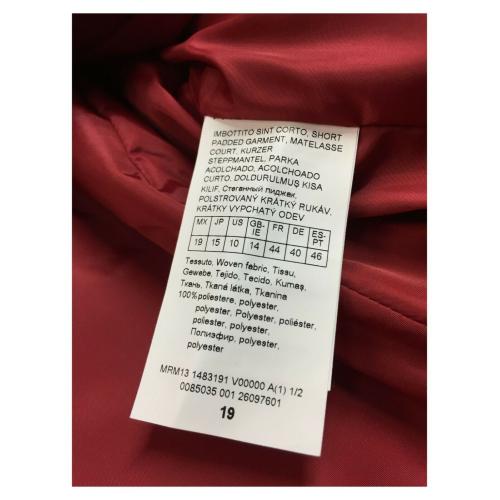 IMBOTTITO SINT CORTO, SHORT
PADDED GARMENT, MATELASSE
COURT, KURZER
STEPPMANTEL, PARKA
ACOLCHADO, ACOLCHOADO
CURTO, DOLDURULMUŞ KISA
KILIF, Стеганный пиджак,
POLSTROVANÝ KRÁTKÝ RUKÁV,
KRÁTKY VYPCHATÝ ODEV
MX JP US GB-IE FR DE ES-PT
19 15 10 14 44 40 46
Tessuto, Woven fabric, Tissu,
Gewebe, Tejido, Tecido, Kumaş,
Ткань, Tkaná látka, Tkanina
100% poliestere, polyester,
polyester, Polyester, poliéster,
poliester, polyester,
Полиэфир, polyester,
polyester
MRM13 1483191 V00000 A(1) 1/2
0085035 001 26097601
19